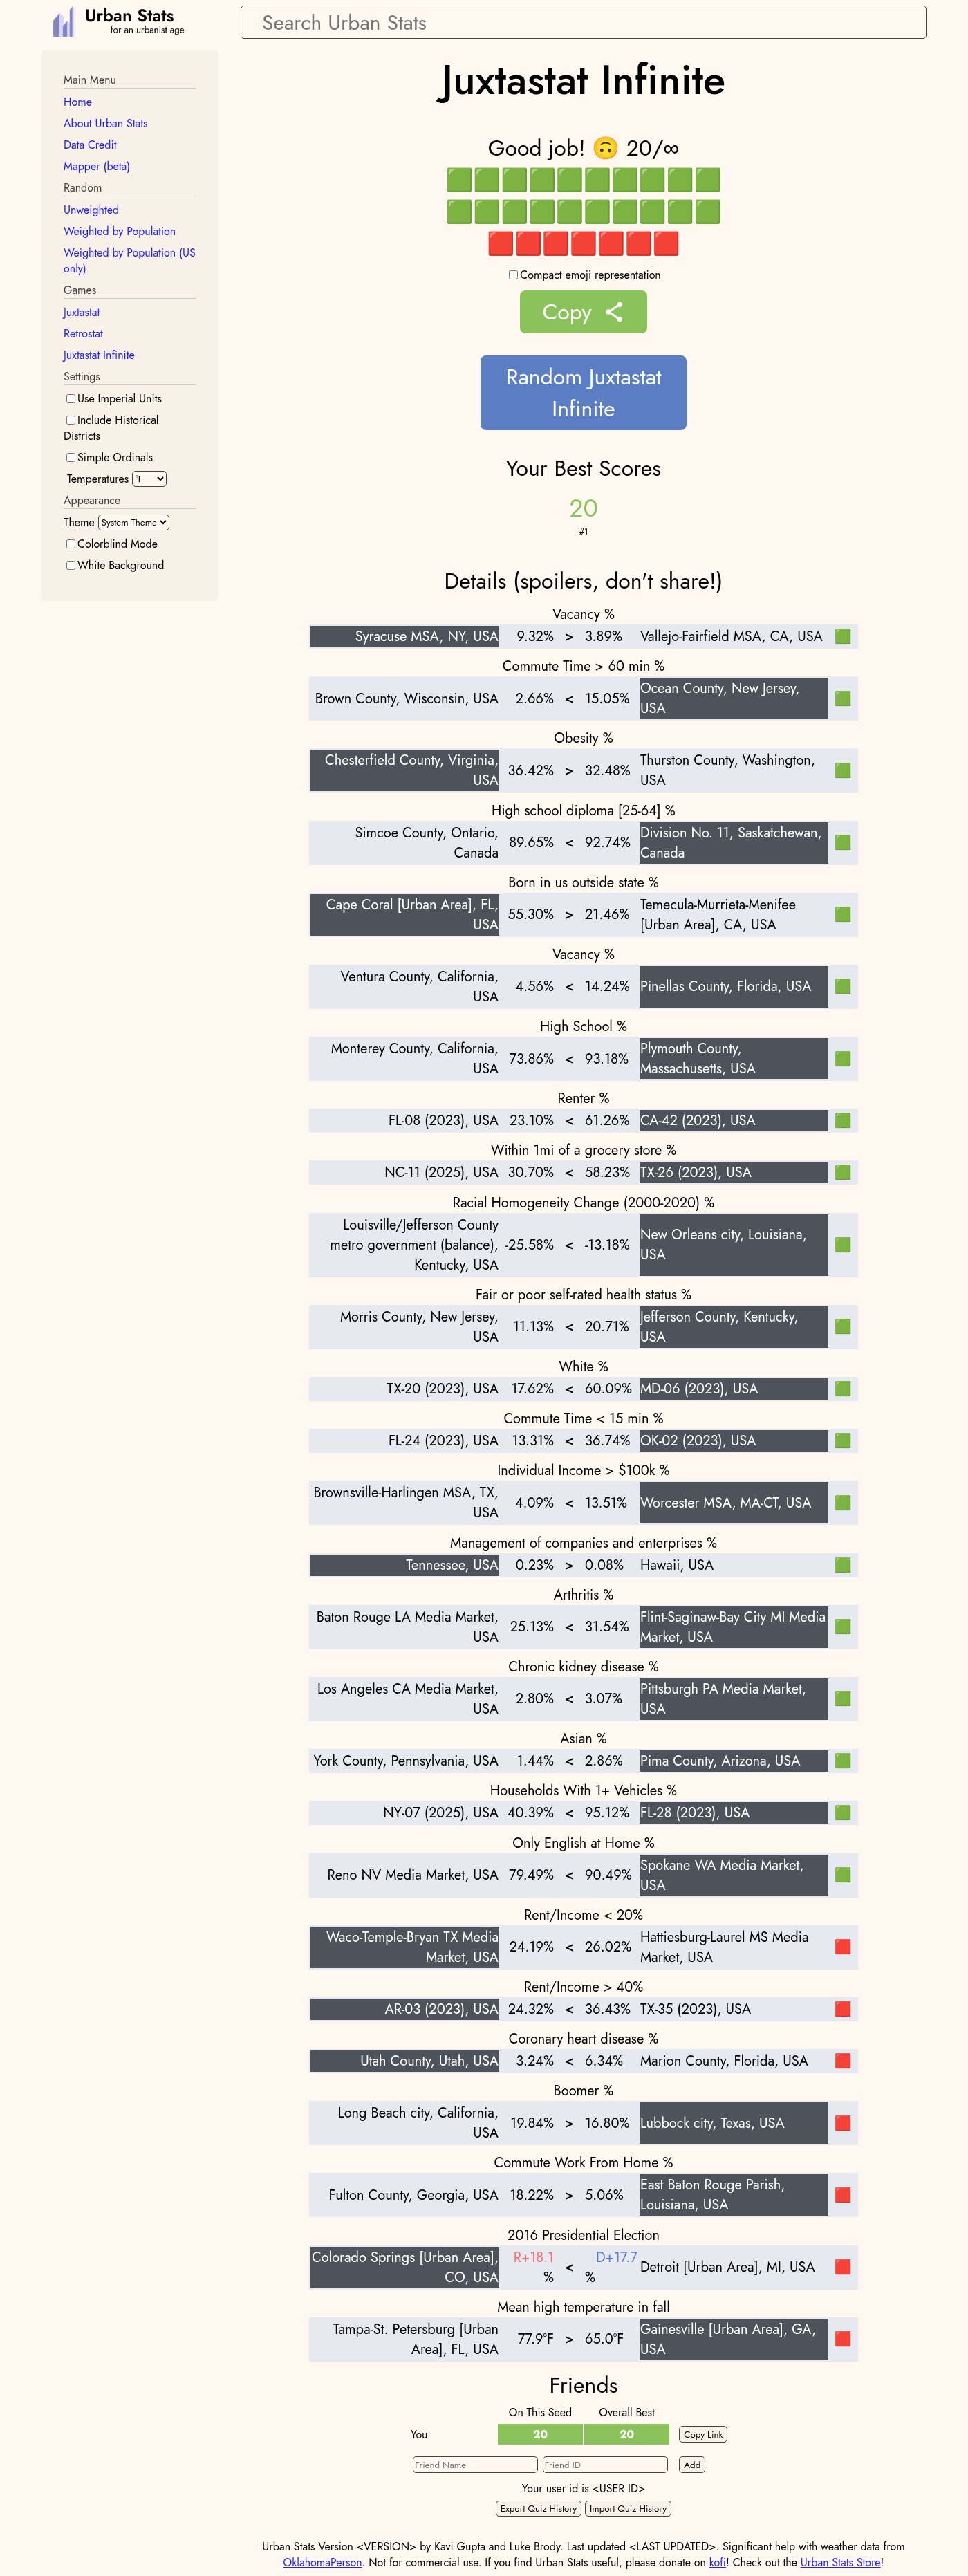 Urban Stats
for an urbanist age
Search Urban Stats
Main Menu
Home
About Urban Stats
Data Credit
Mapper (beta)
Random
Unweighted
Weighted by Population
Weighted by Population (US
only)
Games
Juxtastat
Retrostat
Juxtastat Infinite
Settings
Use Imperial Units
Include Historical
Districts
Simple Ordinals
Temperatures °F
Appearance
Theme System Theme
Colorblind Mode
White Background
Juxtastat Infinite
Good job! 🙃 20/∞
🟩🟩🟩🟩🟩🟩🟩🟩🟩🟩
🟩🟩🟩🟩🟩🟩🟩🟩🟩🟩
🟥🟥🟥🟥🟥🟥🟥
Compact emoji representation
Copy
Random Juxtastat
Infinite
Your Best Scores
20
#1
Details (spoilers, don't share!)
Vacancy %
Syracuse MSA, NY, USA 9.32% > 3.89% Vallejo-Fairfield MSA, CA, USA 🟩
Commute Time > 60 min %
Brown County, Wisconsin, USA 2.66% < 15.05% Ocean County, New Jersey,
USA 🟩
Obesity %
Chesterfield County, Virginia,
USA 36.42% > 32.48% Thurston County, Washington,
USA 🟩
High school diploma [25-64] %
Simcoe County, Ontario,
Canada 89.65% < 92.74% Division No. 11, Saskatchewan,
Canada 🟩
Born in us outside state %
Cape Coral [Urban Area], FL,
USA 55.30% > 21.46% Temecula-Murrieta-Menifee
[Urban Area], CA, USA 🟩
Vacancy %
Ventura County, California,
USA 4.56% < 14.24% Pinellas County, Florida, USA 🟩
High School %
Monterey County, California,
USA 73.86% < 93.18% Plymouth County,
Massachusetts, USA 🟩
Renter %
FL-08 (2023), USA 23.10% < 61.26% CA-42 (2023), USA 🟩
Within 1mi of a grocery store %
NC-11 (2025), USA 30.70% < 58.23% TX-26 (2023), USA 🟩
Racial Homogeneity Change (2000-2020) %
Louisville/Jefferson County
metro government (balance),
Kentucky, USA -25.58% < -13.18% New Orleans city, Louisiana,
USA 🟩
Fair or poor self-rated health status %
Morris County, New Jersey,
USA 11.13% < 20.71% Jefferson County, Kentucky,
USA 🟩
White %
TX-20 (2023), USA 17.62% < 60.09% MD-06 (2023), USA 🟩
Commute Time < 15 min %
FL-24 (2023), USA 13.31% < 36.74% OK-02 (2023), USA 🟩
Individual Income > $100k %
Brownsville-Harlingen MSA, TX,
USA 4.09% < 13.51% Worcester MSA, MA-CT, USA 🟩
Management of companies and enterprises %
Tennessee, USA 0.23% > 0.08% Hawaii, USA 🟩
Arthritis %
Baton Rouge LA Media Market,
USA 25.13% < 31.54% Flint-Saginaw-Bay City MI Media
Market, USA 🟩
Chronic kidney disease %
Los Angeles CA Media Market,
USA 2.80% < 3.07% Pittsburgh PA Media Market,
USA 🟩
Asian %
York County, Pennsylvania, USA 1.44% < 2.86% Pima County, Arizona, USA 🟩
Households With 1+ Vehicles %
NY-07 (2025), USA 40.39% < 95.12% FL-28 (2023), USA 🟩
Only English at Home %
Reno NV Media Market, USA 79.49% < 90.49% Spokane WA Media Market,
USA 🟩
Rent/Income < 20%
Waco-Temple-Bryan TX Media
Market, USA 24.19% < 26.02% Hattiesburg-Laurel MS Media
Market, USA 🟥
Rent/Income > 40%
AR-03 (2023), USA 24.32% < 36.43% TX-35 (2023), USA 🟥
Coronary heart disease %
Utah County, Utah, USA 3.24% < 6.34% Marion County, Florida, USA 🟥
Boomer %
Long Beach city, California,
USA 19.84% > 16.80% Lubbock city, Texas, USA 🟥
Commute Work From Home %
Fulton County, Georgia, USA 18.22% > 5.06% East Baton Rouge Parish,
Louisiana, USA 🟥
2016 Presidential Election
Colorado Springs [Urban Area],
CO, USA R+18.1
% < D+17.7
% Detroit [Urban Area], MI, USA 🟥
Mean high temperature in fall
Tampa-St. Petersburg [Urban
Area], FL, USA 77.9°F > 65.0°F Gainesville [Urban Area], GA,
USA 🟥
Friends
On This Seed Overall Best
You 20 20 Copy Link
Friend Name Friend ID Add
Your user id is <USER ID>
Export Quiz History Import Quiz History
Urban Stats Version <VERSION> by Kavi Gupta and Luke Brody. Last updated <LAST UPDATED>. Significant help with weather data from
OklahomaPerson. Not for commercial use. If you find Urban Stats useful, please donate on kofi! Check out the Urban Stats Store!